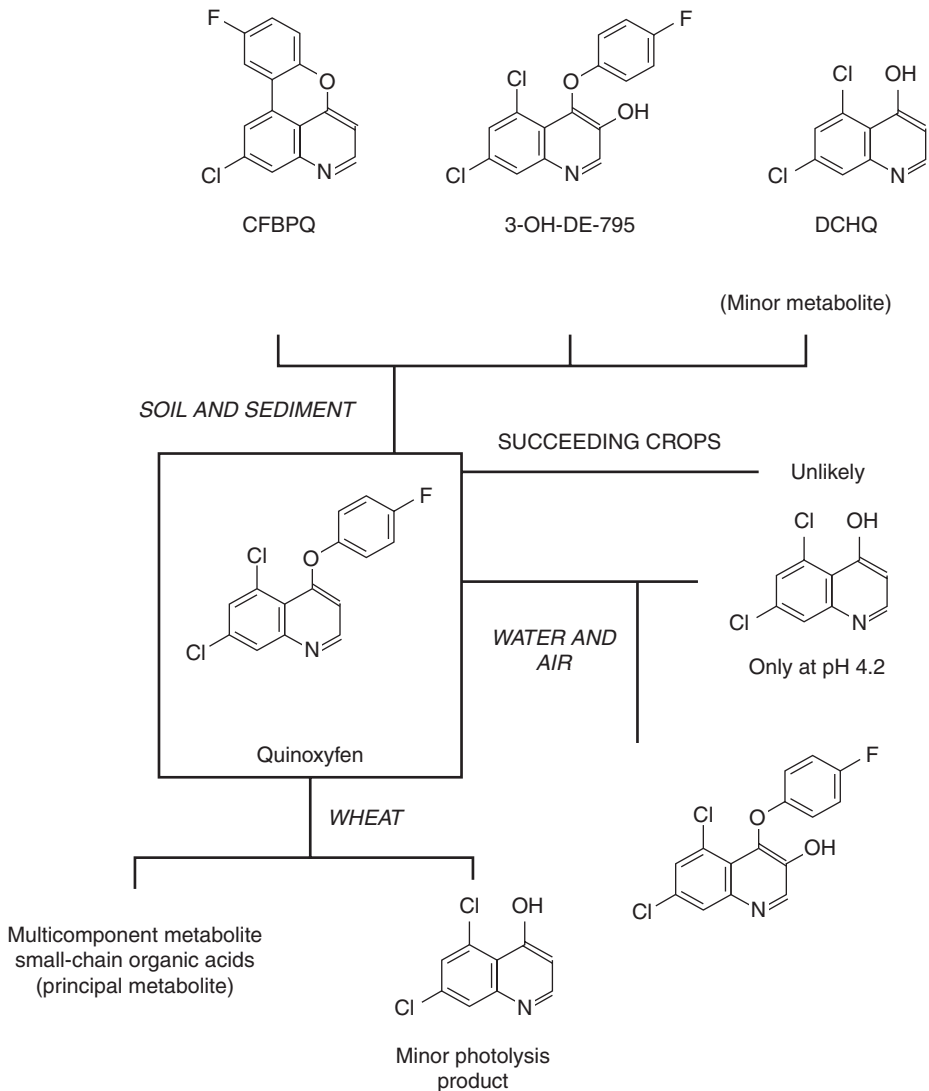 F
O
Cl
N
CFBPQ
F
Cl
O
OH
Cl
N
3-OH-DE-795
Cl
OH
Cl
N
DCHQ
(Minor metabolite)
SOIL AND SEDIMENT
SUCCEEDING CROPS
Unlikely
F
Cl
O
Cl
N
Quinoxyfen
WATER AND
AIR
Cl
OH
Cl
N
Only at pH 4.2
F
Cl
O
OH
Cl
N
WHEAT
Multicomponent metabolite
small-chain organic acids
(principal metabolite)
Cl
OH
Cl
N
Minor photolysis
product